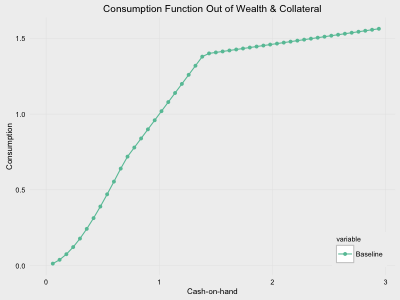 Consumption Function Out of Wealth & Collateral
1.5
1.0
0.5
0.0
Consumption
0
1
2
3
Cash-on-hand
variable
Baseline